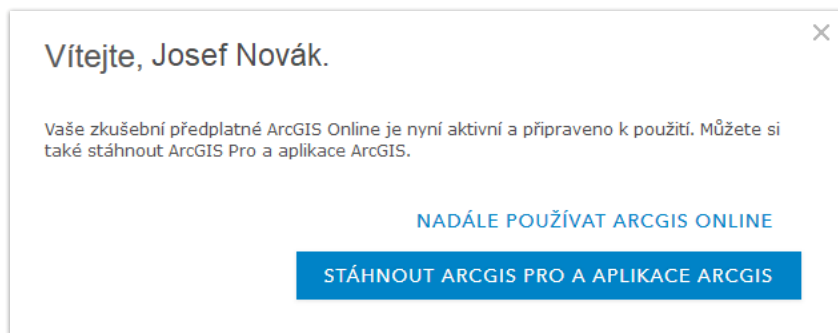 Vítejte, Josef Novák.
Vaše zkušební předplatné ArcGIS Online je nyní aktivní a připraveno k použití. Můžete si
také stáhnout ArcGIS Pro a aplikace ArcGIS.
NADÁLE POUŽÍVAT ARCGIS ONLINE
STÁHNOUT ARCGIS PRO A APLIKACE ARCGIS